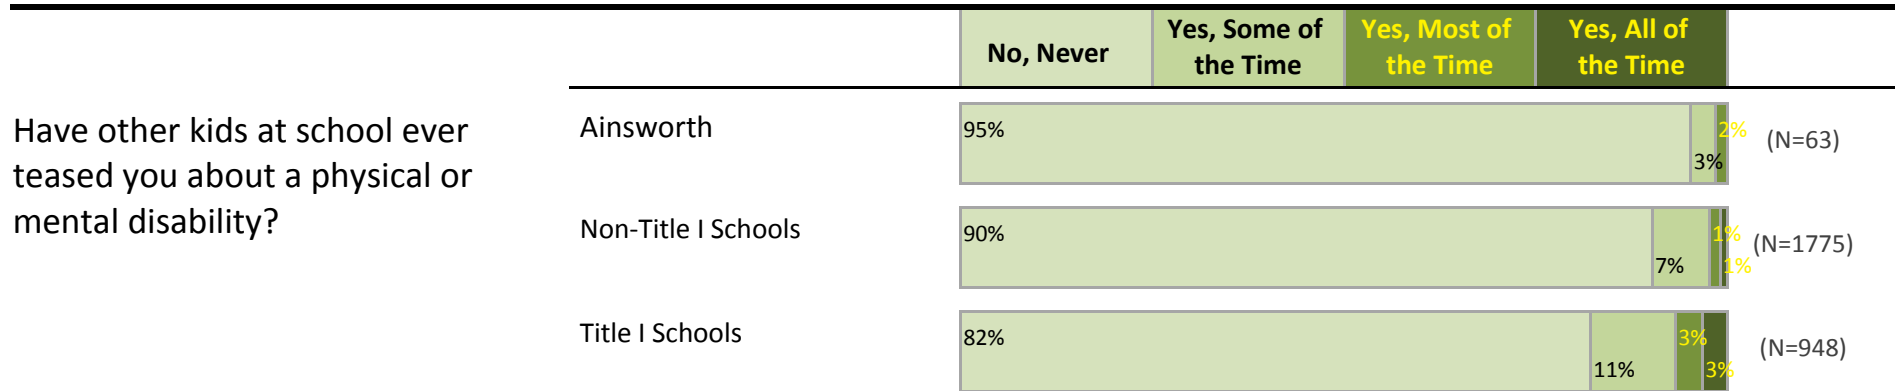 No, Never
Yes, Some of
the Time
Yes, Most of
the Time
Yes, All of
the Time
Have other kids at school ever
teased you about a physical or
mental disability?
Ainsworth
95%
3%
2%
(N=63)
Non-Title I Schools
90%
7%
1%
1%
(N=1775)
Title I Schools
82%
11%
3%
3%
(N=948)